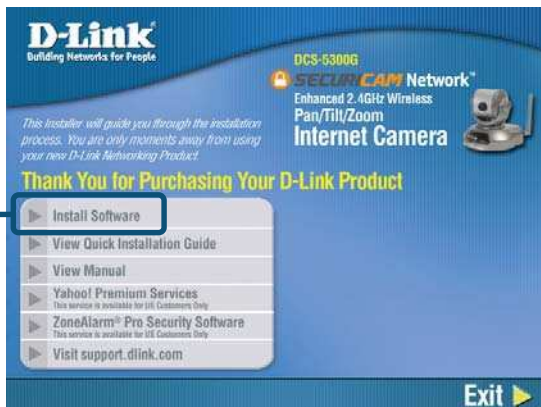 D-Link
Building Networks for People
DCS-5300G
SECURICAM Network™
Enhanced 2.4GHz Wireless
Pan/Tilt/Zoom
Internet Camera
This Installer will guide you through the installation
process. You are only moments away from using
your new D-Link Networking Product.
Thank You for Purchasing Your D-Link Product
Install Software
View Quick Installation Guide
View Manual
Yahoo! Premium Services
This service is available for US Customers Only
ZoneAlarm® Pro Security Software
This service is available for US Customers Only
Visit support.dlink.com
Exit